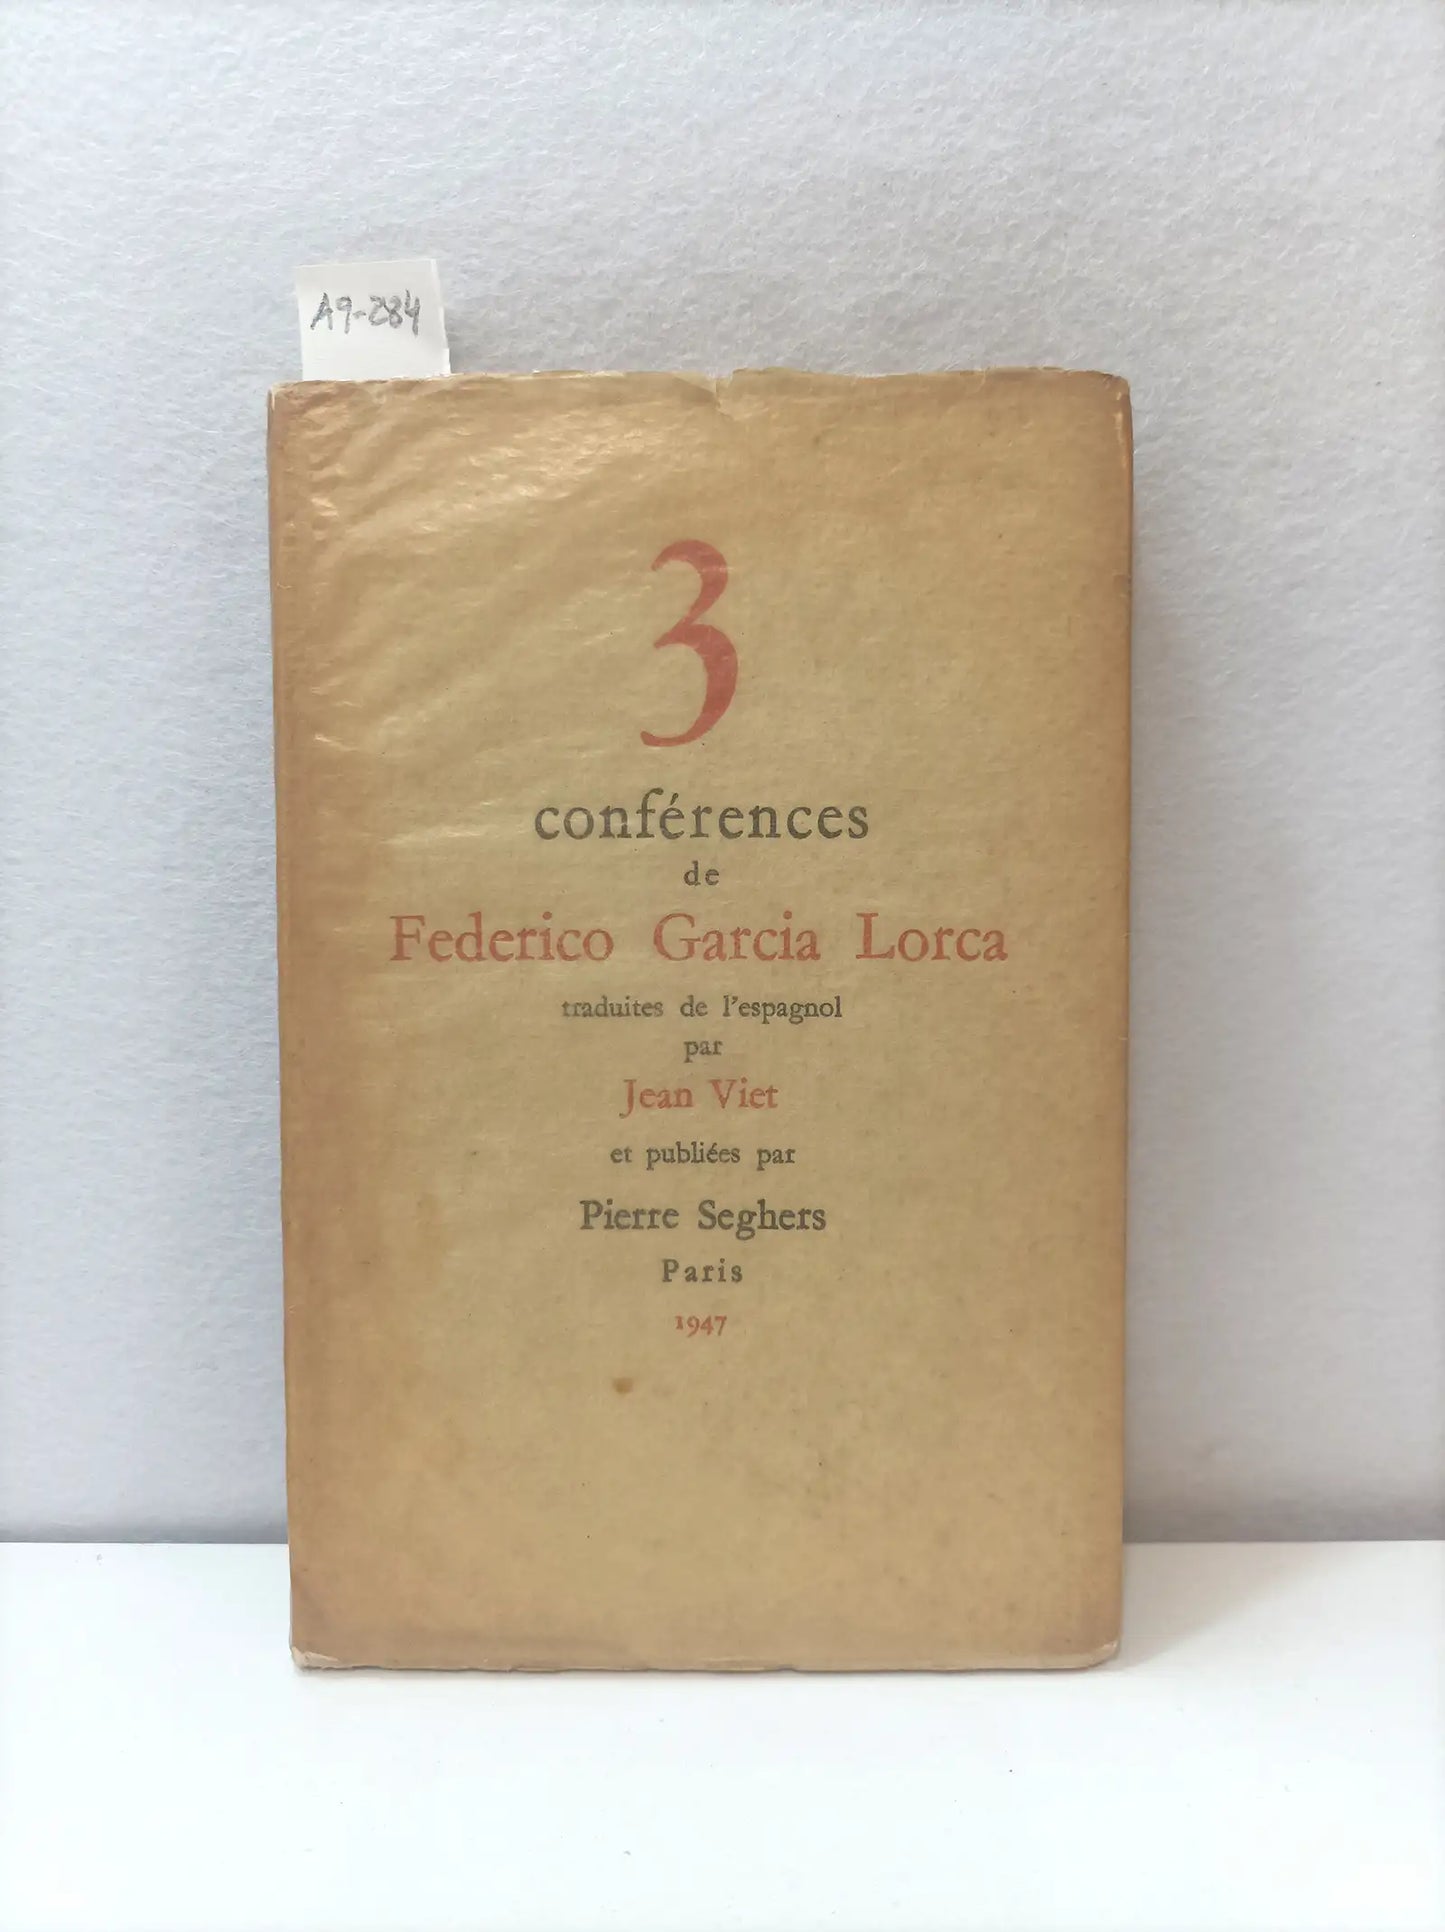 A9-284
3
conférences
de
Federico Garcia Lorca
traduites de l'espagnol
par
Jean Viet
et publiées par
Pierre Seghers
Paris
1947